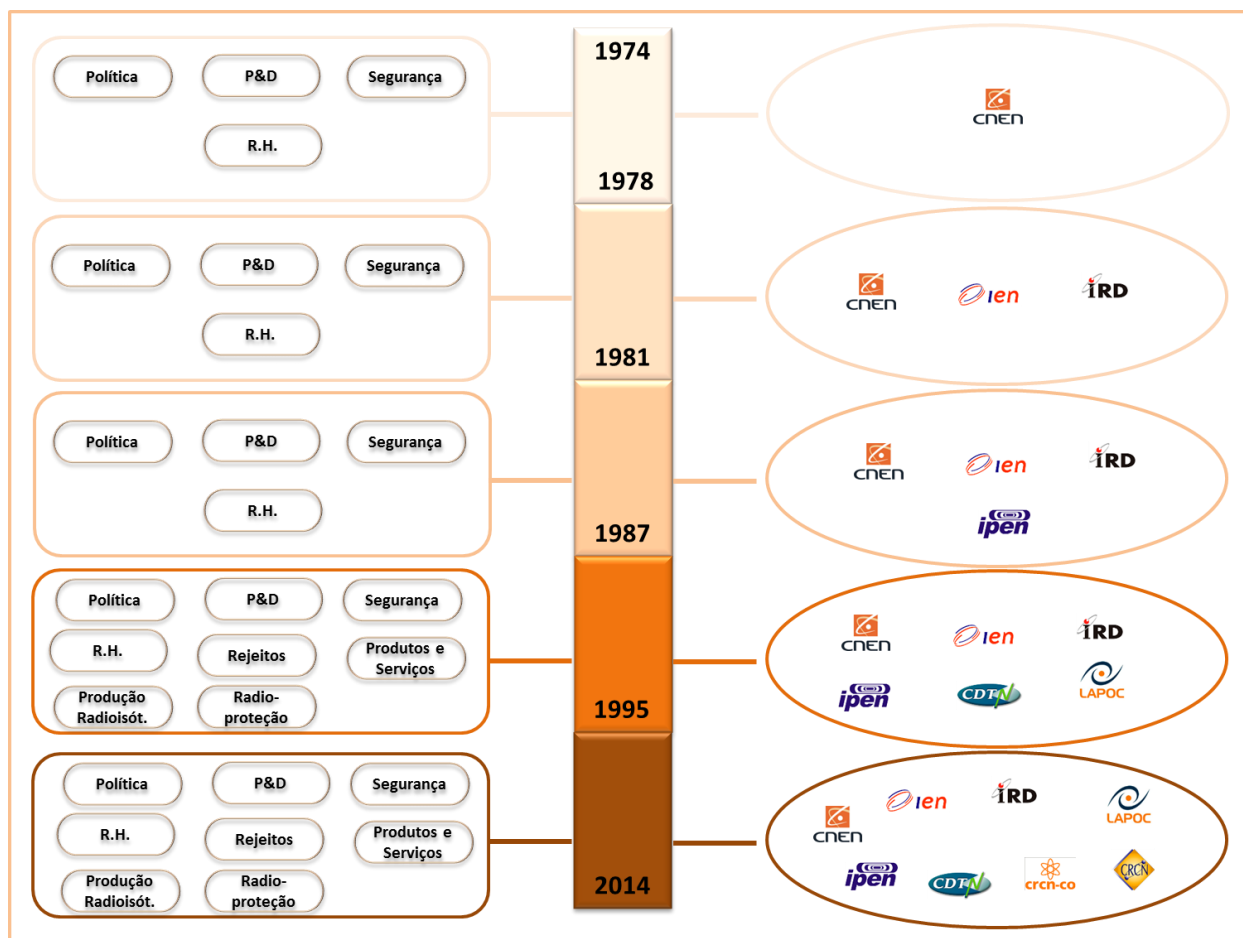 Política
P&D
Segurança
R.H.
1974
1978
CNEN
Política
P&D
Segurança
R.H.
1981
CNEN
ien
IRD
Política
P&D
Segurança
R.H.
1987
CNEN
ien
IRD
ipen
Política
P&D
Segurança
R.H.
Rejeitos
Produtos e
Serviços
Produção
Radioisót.
Radio-
proteção
1995
CNEN
ien
IRD
ipen
CDTN
LAPOC
Política
P&D
Segurança
R.H.
Rejeitos
Produtos e
Serviços
Produção
Radioisót.
Radio-
proteção
2014
CNEN
ien
IRD
LAPOC
ipen
CDTN
crcn-co
CRCN